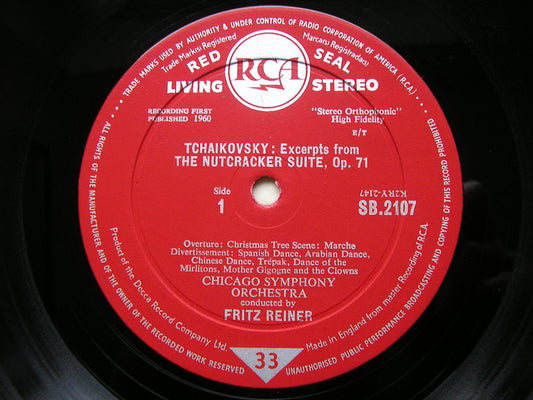 TRADE MARKS USED BY AUTHORITY & UNDER CONTROL OF RADIO CORPORATION OF AMERICA (R.C.A.)
Trade Mark(s) Registered
Marca(s) Registrada(s)
RED SEAL
RCA
LIVING STEREO
RECORDING FIRST
PUBLISHED 1960
"Stereo Orthophonic"
High Fidelity
E/T
TCHAIKOVSKY: Excerpts from
THE NUTCRACKER SUITE, Op. 71
Side
1
K2RY-2147
SB.2107
Overture: Christmas Tree Scene: Marche
Divertissement: Spanish Dance, Arabian Dance,
Chinese Dance, Trépak, Dance of the
Mirlitons, Mother Gigogne and the Clowns
CHICAGO SYMPHONY
ORCHESTRA
conducted by
FRITZ REINER
Product of the Decca Record Company Ltd.
Made in England from master Recording of R.C.A.
33
ALL RIGHTS OF THE MANUFACTURER AND OF THE OWNER OF THE RECORDED WORK RESERVED
UNAUTHORISED PUBLIC PERFORMANCE BROADCASTING AND COPYING OF THIS RECORD PROHIBITED